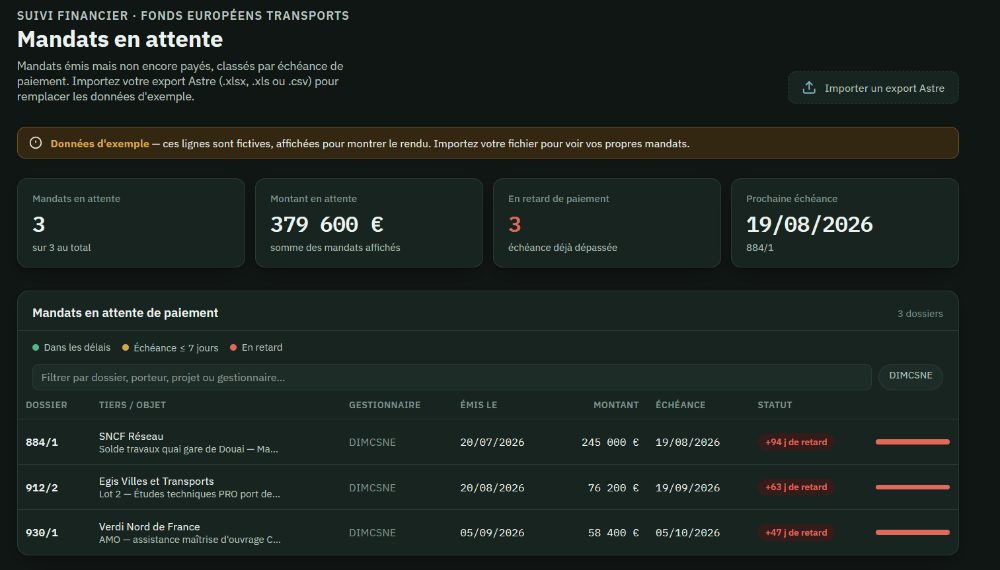 SUIVI FINANCIER · FONDS EUROPÉENS TRANSPORTS
Mandats en attente
Mandats émis mais non encore payés, classés par échéance de
paiement. Importez votre export Astre (.xlsx, .xls ou .csv) pour
remplacer les données d'exemple.
Importer un export Astre
Données d'exemple — ces lignes sont fictives, affichées pour montrer le rendu. Importez votre fichier pour voir vos propres mandats.
Mandats en attente
3
sur 3 au total
Montant en attente
379 600 €
somme des mandats affichés
En retard de paiement
3
échéance déjà dépassée
Prochaine échéance
19/08/2026
884/1
Mandats en attente de paiement
3 dossiers
Dans les délais Échéance ≤ 7 jours En retard
Filtrer par dossier, porteur, projet ou gestionnaire...
DIMCSNE
DOSSIER TIERS / OBJET GESTIONNAIRE ÉMIS LE MONTANT ÉCHÉANCE STATUT
884/1 SNCF Réseau DIMCSNE 20/07/2026 245 000 € 19/08/2026 +94 j de retard
Solde travaux quai gare de Douai — Ma...
912/2 Egis Villes et Transports DIMCSNE 20/08/2026 76 200 € 19/09/2026 +63 j de retard
Lot 2 — Études techniques PRO port de...
930/1 Verdi Nord de France DIMCSNE 05/09/2026 58 400 € 05/10/2026 +47 j de retard
AMO — assistance maîtrise d'ouvrage C...